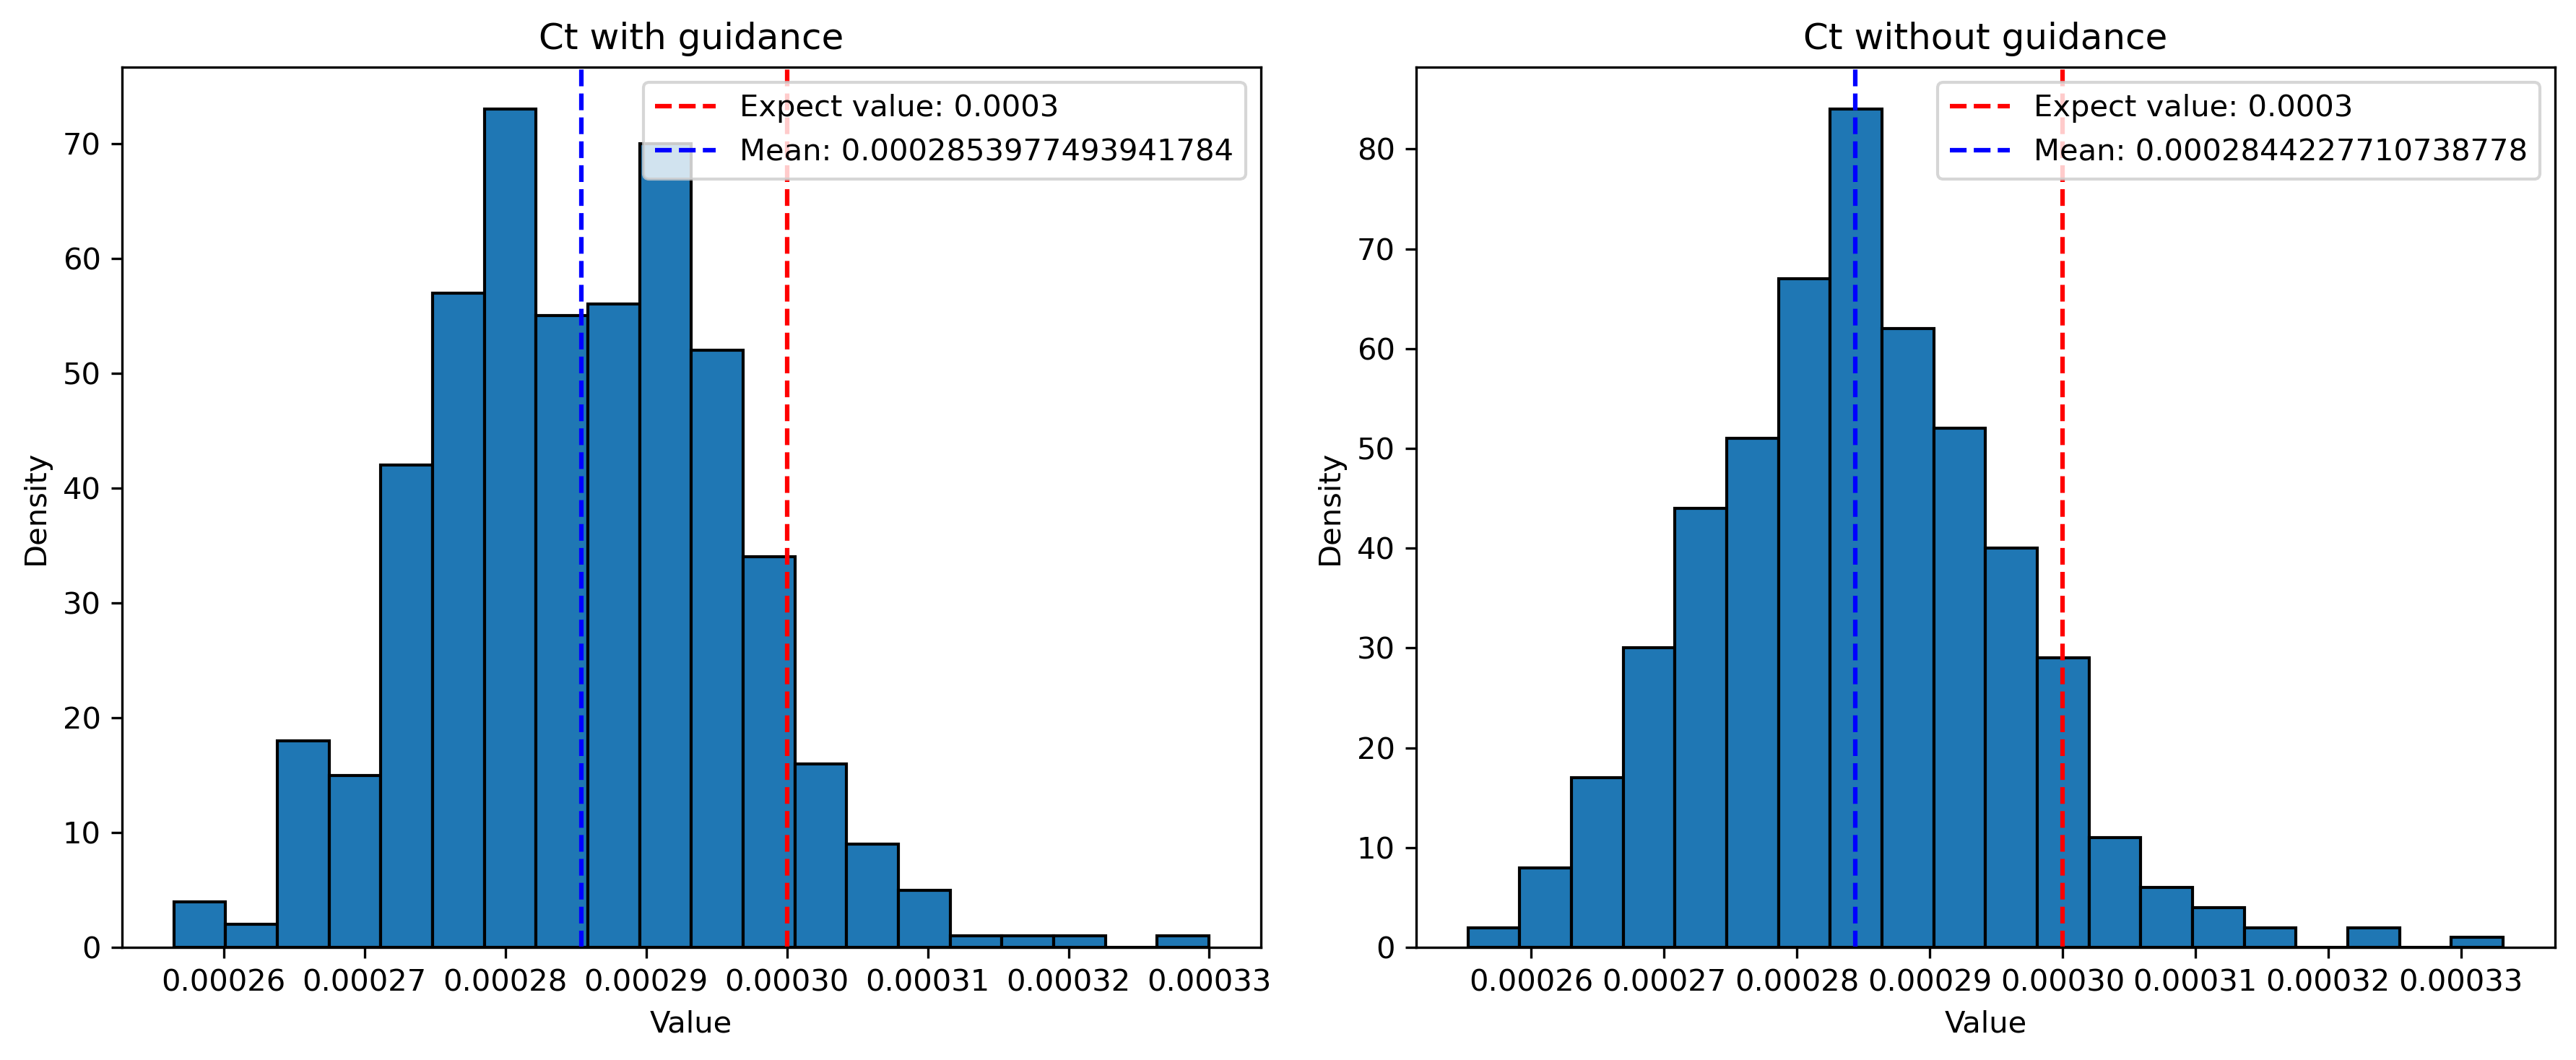 Ct with guidance
Expect value: 0.0003
Mean: 0.0002853977493941784
70
60
50
40
30
20
10
0
Density
0.00026 0.00027 0.00028 0.00029 0.00030 0.00031 0.00032 0.00033
Value
Ct without guidance
Expect value: 0.0003
Mean: 0.0002844227710738778
80
70
60
50
40
30
20
10
0
Density
0.00026 0.00027 0.00028 0.00029 0.00030 0.00031 0.00032 0.00033
Value